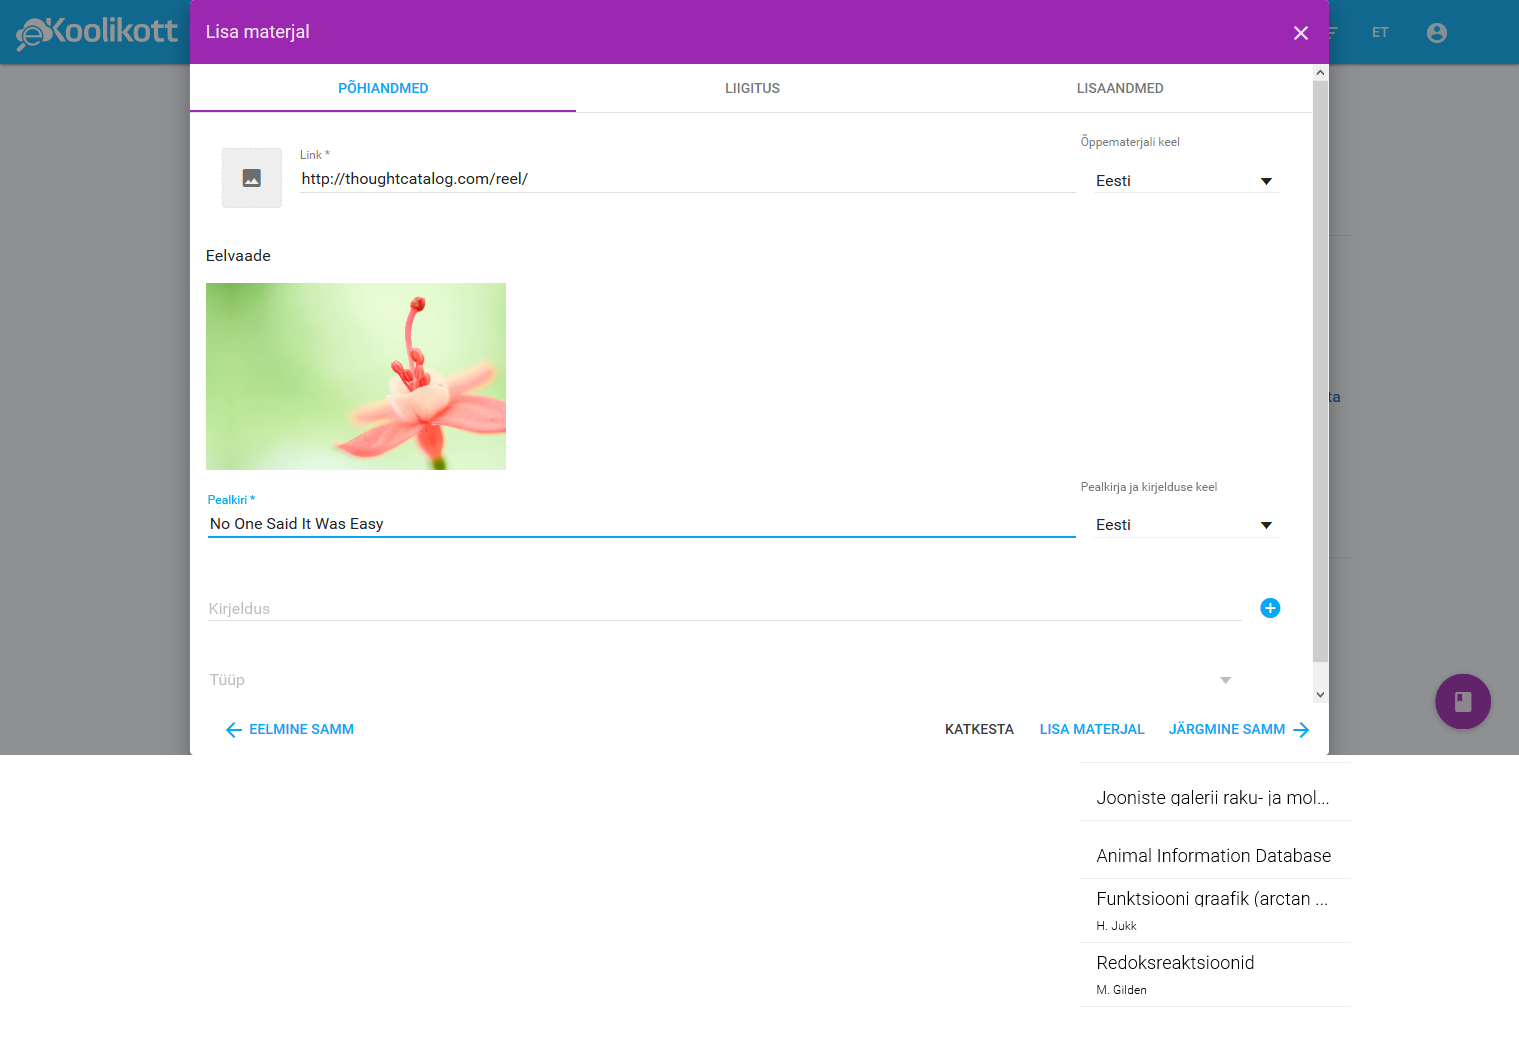 eKoolikott
Lisa materjal
ET
PÕHIANDMED
LIIGITUS
LISAANDMED
Link *
Õppematerjali keel
http://thoughtcatalog.com/reel/
Eesti
Eelvaade
ta
Pealkiri *
Pealkirja ja kirjelduse keel
No One Said It Was Easy
Eesti
Kirjeldus
Tüüp
EELMINE SAMM
KATKESTA
LISA MATERJAL
JÄRGMINE SAMM
Jooniste galerii raku- ja mol...
Animal Information Database
Funktsiooni graafik (arctan ...
H. Jukk
Redoksreaktsioonid
M. Gilden